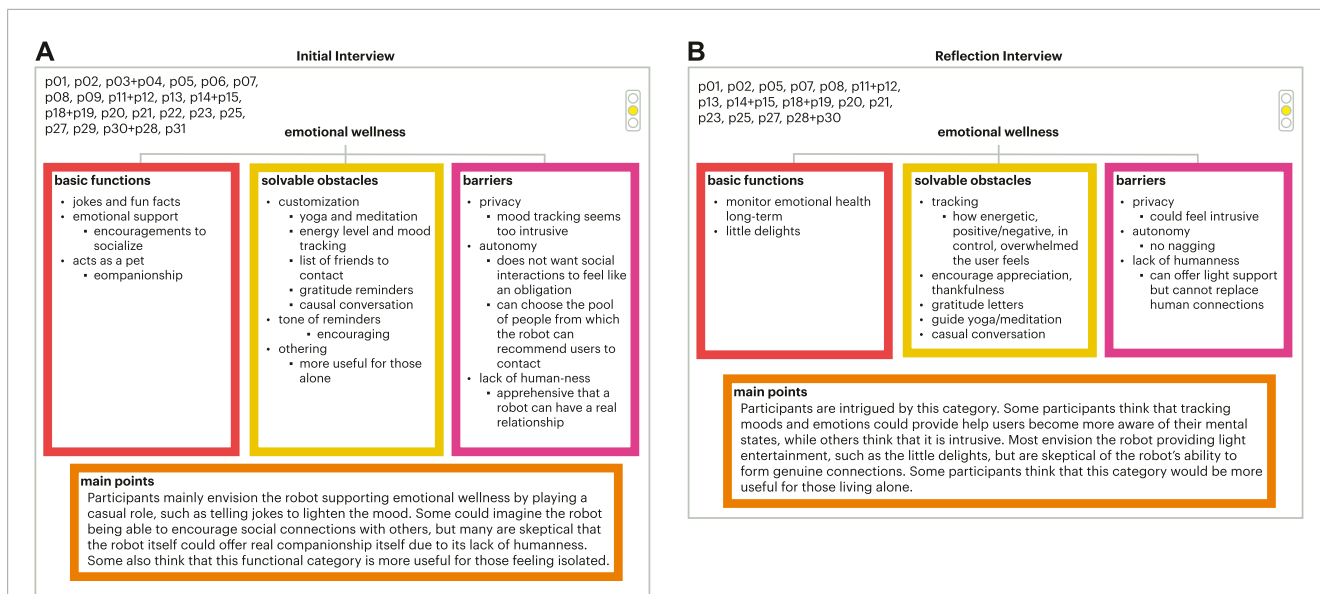 A
Initial Interview
p01, p02, p03+p04, p05, p06, p07,
p08, p09, p11+p12, p13, p14+p15,
p18+p19, p20, p21, p22, p23, p25,
p27, p29, p30+p28, p31
emotional wellness
basic functions
• jokes and fun facts
• emotional support
▪ encouragements to
socialize
• acts as a pet
▪ eompanionship
solvable obstacles
• customization
▪ yoga and meditation
▪ energy level and mood
tracking
▪ list of friends to
contact
▪ gratitude reminders
▪ causal conversation
• tone of reminders
▪ encouraging
• othering
▪ more useful for those
alone
barriers
• privacy
▪ mood tracking seems
too intrusive
• autonomy
▪ does not want social
interactions to feel like
an obligation
▪ can choose the pool
of people from which
the robot can
recommend users to
contact
• lack of human-ness
▪ apprehensive that a
robot can have a real
relationship
main points
Participants mainly envision the robot supporting emotional wellness by playing a
casual role, such as telling jokes to lighten the mood. Some could imagine the robot
being able to encourage social connections with others, but many are skeptical that
the robot itself could offer real companionship itself due to its lack of humanness.
Some also think that this functional category is more useful for those feeling isolated.
B
Reflection Interview
p01, p02, p05, p07, p08, p11+p12,
p13, p14+p15, p18+p19, p20, p21,
p23, p25, p27, p28+p30
emotional wellness
basic functions
• monitor emotional health
long-term
• little delights
solvable obstacles
• tracking
▪ how energetic,
positive/negative, in
control, overwhelmed
the user feels
• encourage appreciation,
thankfulness
• gratitude letters
• guide yoga/meditation
• casual conversation
barriers
• privacy
▪ could feel intrusive
• autonomy
▪ no nagging
• lack of humanness
▪ can offer light support
but cannot replace
human connections
main points
Participants are intrigued by this category. Some participants think that tracking
moods and emotions could provide help users become more aware of their mental
states, while others think that it is intrusive. Most envision the robot providing light
entertainment, such as the little delights, but are skeptical of the robot's ability to
form genuine connections. Some participants think that this category would be more
useful for those living alone.